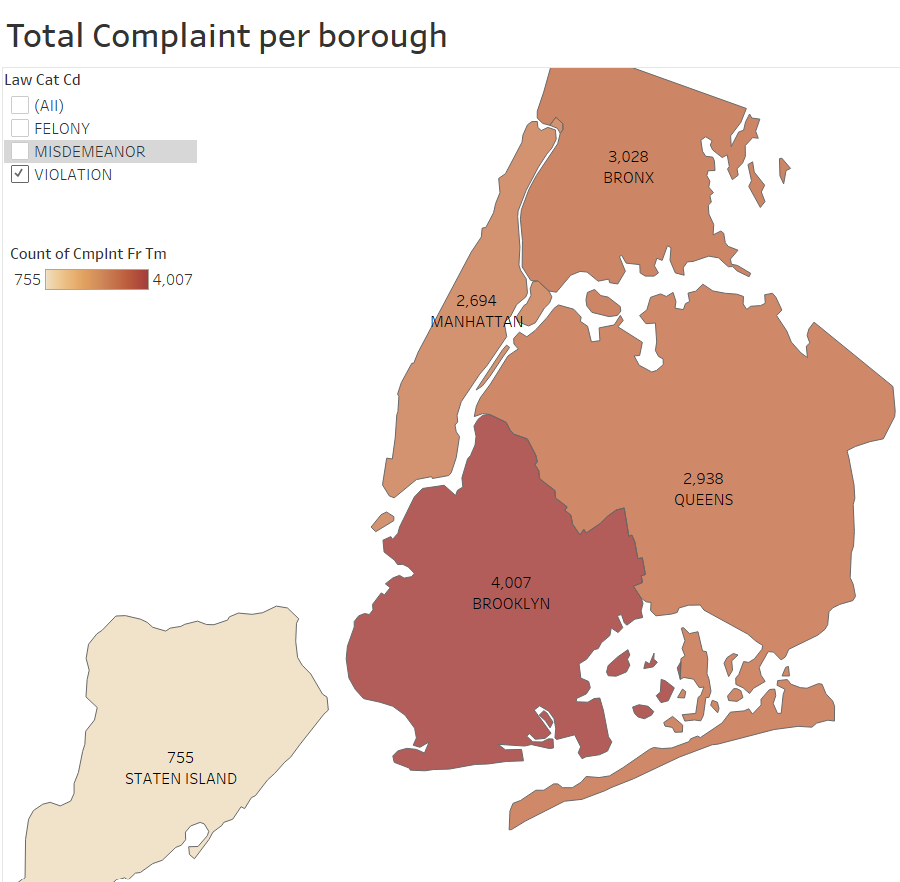 Total Complaint per borough
Law Cat Cd
(All)
FELONY
MISDEMEANOR
VIOLATION
Count of Cmplnt Fr Tm
755 4,007
3,028
BRONX
2,694
MANHATTAN
2,938
QUEENS
4,007
BROOKLYN
755
STATEN ISLAND